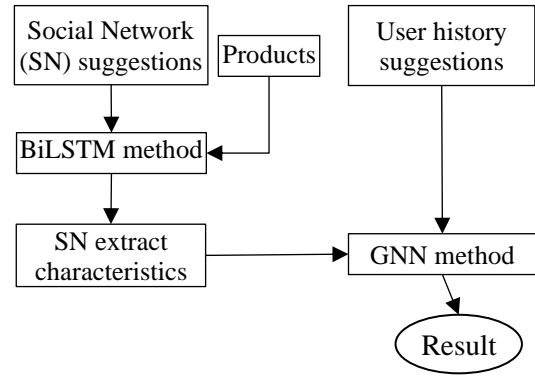 Social Network
(SN) suggestions
Products
User history
suggestions
BiLSTM method
SN extract
characteristics
GNN method
Result